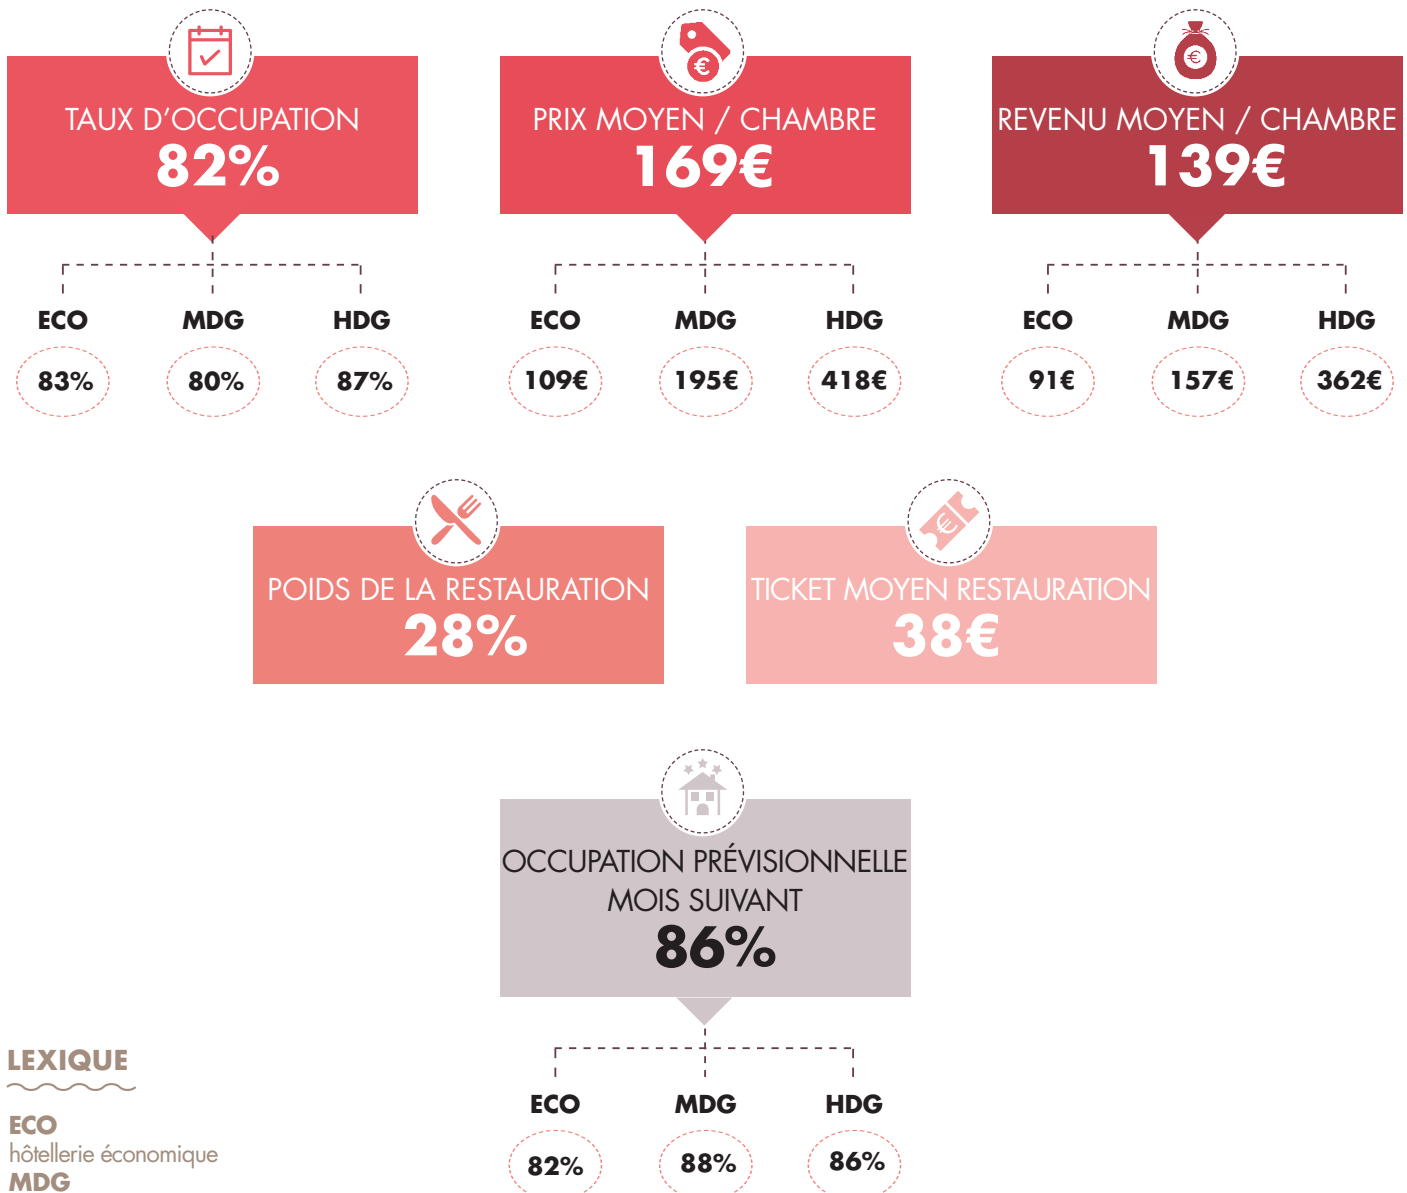 TAUX D'OCCUPATION
82%
ECO MDG HDG
83% 80% 87%
PRIX MOYEN / CHAMBRE
169€
ECO MDG HDG
109€ 195€ 418€
REVENU MOYEN / CHAMBRE
139€
ECO MDG HDG
91€ 157€ 362€
POIDS DE LA RESTAURATION
28%
TICKET MOYEN RESTAURATION
38€
OCCUPATION PRÉVISIONNELLE
MOIS SUIVANT
86%
ECO MDG HDG
82% 88% 86%
LEXIQUE
ECO
hôtellerie économique
MDG